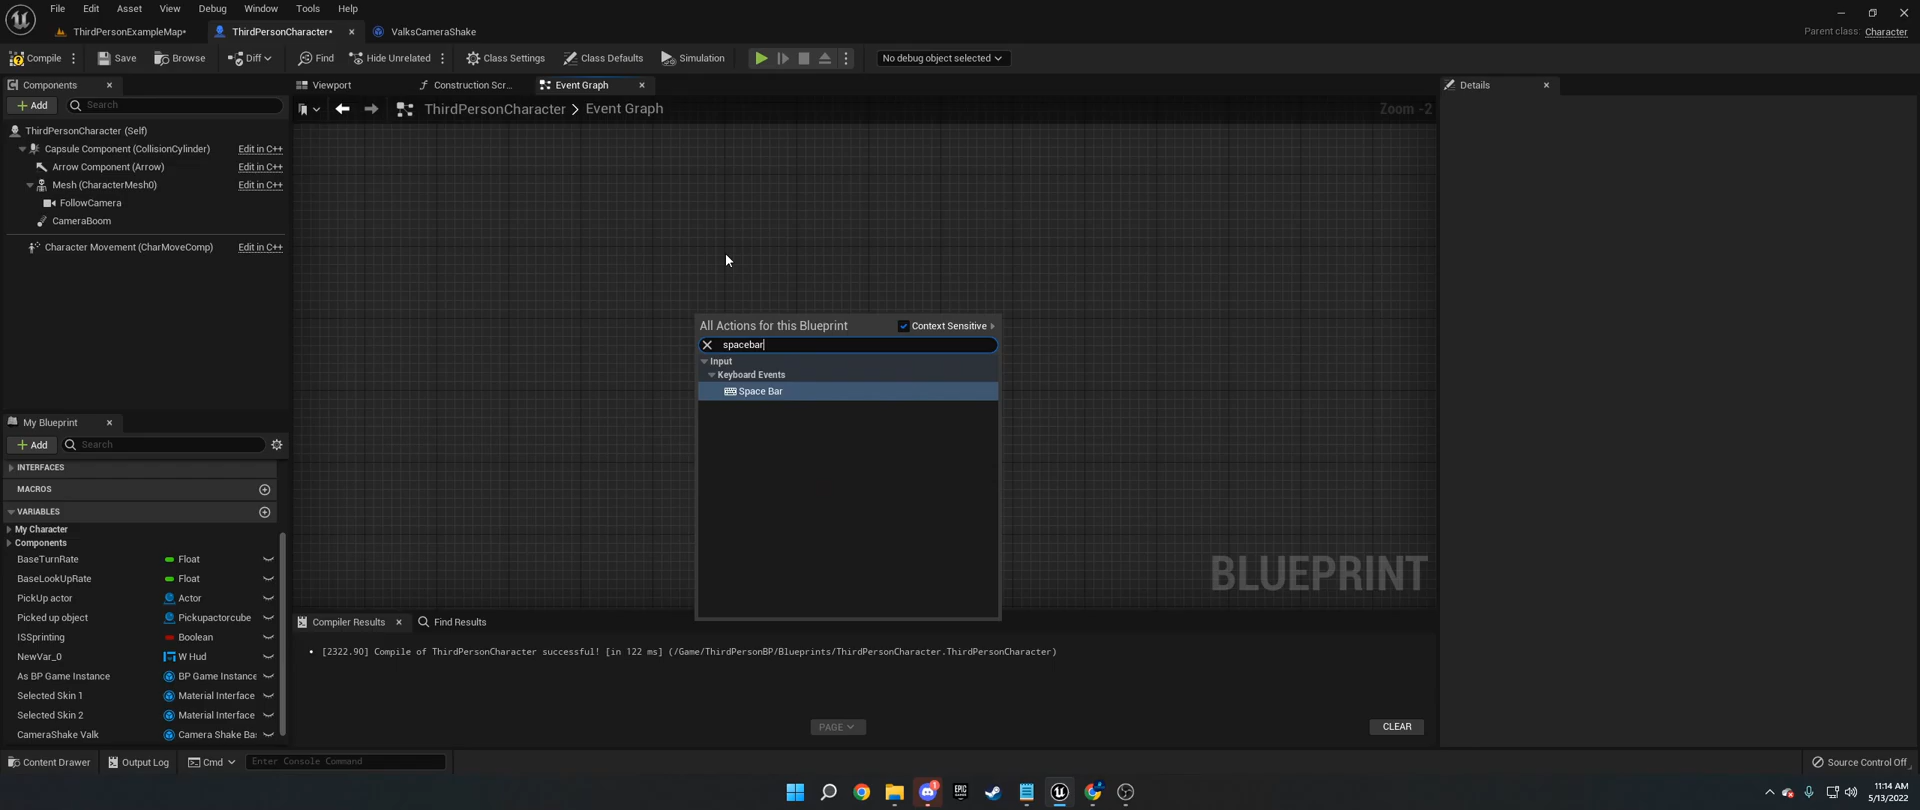 File Edit Asset View Debug Window Tools Help
ThirdPersonExampleMap* ThirdPersonCharacter* ValksCameraShake
Parent class: Character
Compile Save Browse Diff Find Hide Unrelated Class Settings Class Defaults Simulation No debug object selected
Components Viewport Construction Scr... Event Graph Details
Add Search ThirdPersonCharacter > Event Graph Zoom -2
ThirdPersonCharacter (Self)
Capsule Component (CollisionCylinder) Edit in C++
Arrow Component (Arrow) Edit in C++
Mesh (CharacterMesh0) Edit in C++
FollowCamera
CameraBoom
Character Movement (CharMoveComp) Edit in C++
All Actions for this Blueprint Context Sensitive
spacebar
Input
Keyboard Events
Space Bar
My Blueprint
Add Search
INTERFACES
MACROS
VARIABLES
My Character
Components
BaseTurnRate Float
BaseLookUpRate Float
PickUp actor Actor
Picked up object Pickupactorcube
ISSprinting Boolean
NewVar_0 W Hud
As BP Game Instance BP Game Instance
Selected Skin 1 Material Interface
Selected Skin 2 Material Interface
CameraShake Valk Camera Shake Ba
BLUEPRINT
Compiler Results Find Results
[2322.90] Compile of ThirdPersonCharacter successful! [in 122 ms] (/Game/ThirdPersonBP/Blueprints/ThirdPersonCharacter.ThirdPersonCharacter)
PAGE CLEAR
Content Drawer Output Log Cmd Enter Console Command Source Control Off
EPIC GAMES 1
11:14 AM
5/13/2022